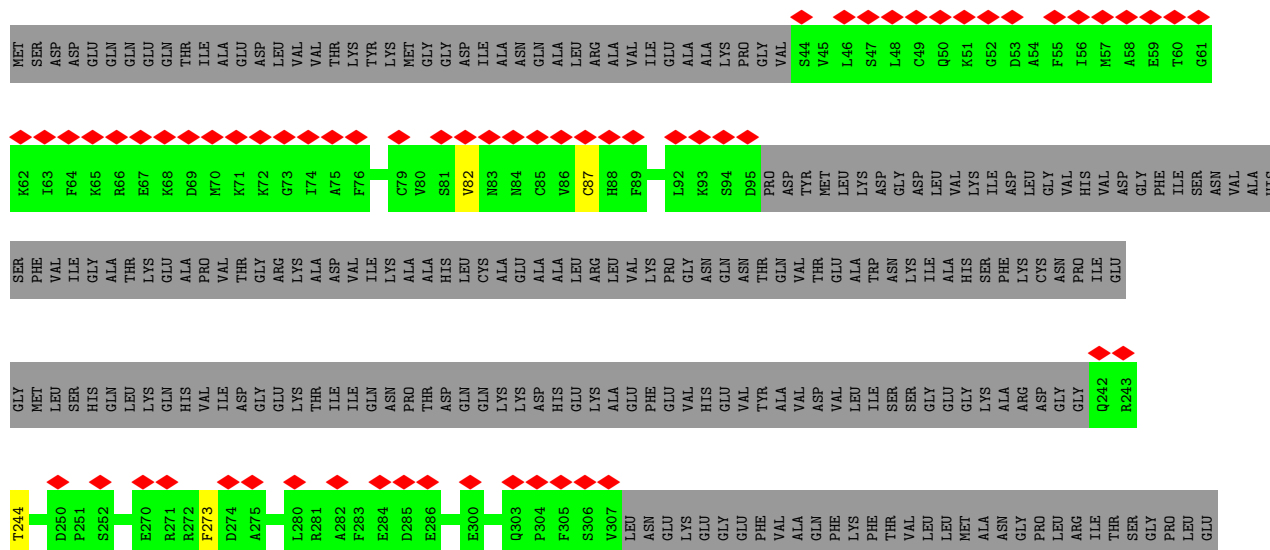 MET SER ASP ASP GLU GLN GLN GLU GLN THR ILE ALA GLU ASP LEU VAL VAL THR LYS TYR LYS MET GLY GLY ASP ILE ALA ASN GLN ALA LEU ARG ALA VAL ILE GLU ALA ALA LYS PRO GLY VAL S44 V45 L46 S47 L48 C49 Q50 K51 G52 D53 A54 F55 I56 M57 A58 E59 T60 G61
K62 I63 F64 K65 R66 E67 K68 D69 M70 K71 K72 G73 I74 A75 F76 C79 V80 S81 V82 N83 N84 C85 V86 C87 H88 F89 L92 K93 S94 D95 PRO ASP TYR MET LEU LYS ASP GLY ASP LEU VAL LYS ILE ASP LEU GLY VAL HIS VAL ASP GLY PHE ILE SER ASN VAL ALA HIS
SER PHE VAL ILE GLY ALA THR LYS GLU ALA PRO VAL THR GLY ARG LYS ALA ASP VAL ILE LYS ALA ALA HIS LEU CYS ALA GLU ALA ALA LEU ARG LEU VAL LYS PRO GLY ASN GLN ASN THR GLN VAL THR GLU ALA TRP ASN LYS ILE ALA HIS SER PHE LYS CYS ASN PRO ILE GLU
GLY MET LEU SER HIS GLN LEU LYS GLN HIS VAL ILE ASP GLY GLU LYS THR ILE ILE GLN ASN PRO THR ASP GLN GLN LYS LYS ASP HIS GLU LYS ALA GLU PHE GLU VAL HIS GLU VAL TYR ALA VAL ASP VAL LEU ILE SER SER GLY GLU GLY LYS ALA ARG ASP GLY GLY Q242 R243
T244 D250 P251 S252 E270 R271 R272 F273 D274 A275 L280 R281 A282 F283 E284 D285 E286 E300 Q303 P304 F305 S306 V307 LEU ASN GLU LYS GLU GLY GLU PHE VAL ALA GLN PHE LYS PHE THR VAL LEU LEU MET ALA ASN GLY PRO LEU ARG ILE THR SER GLY PRO LEU GLU